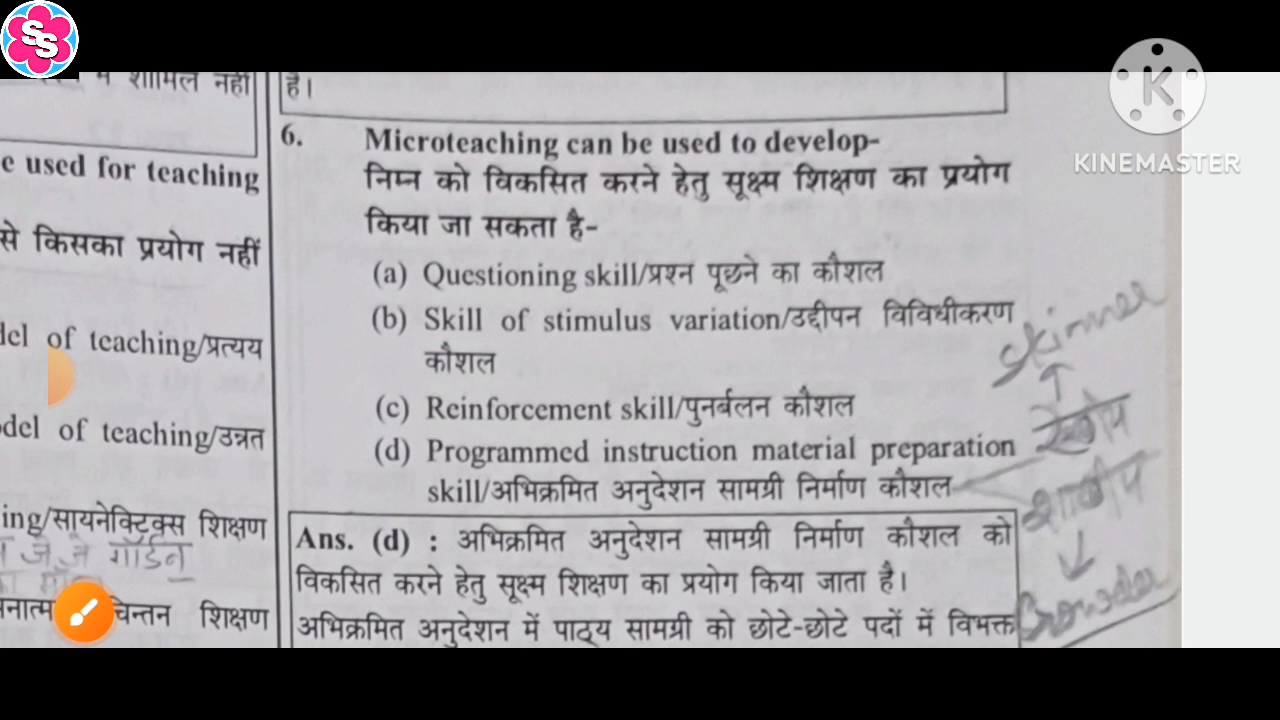 SS
KINEMASTER
में शामिल नहीं
e used for teaching
से किसका प्रयोग नहीं
del of teaching/प्रत्यय
odel of teaching/उन्नत
ing/सायनेक्टिक्स शिक्षण
जे. जे गॉर्डन
चिन्तन शिक्षण
है।
6. Microteaching can be used to develop-
निम्न को विकसित करने हेतु सूक्ष्म शिक्षण का प्रयोग
किया जा सकता है-
(a) Questioning skill/प्रश्न पूछने का कौशल
(b) Skill of stimulus variation/उद्दीपन विविधीकरण
कौशल
(c) Reinforcement skill/पुनर्बलन कौशल
(d) Programmed instruction material preparation
skill/अभिक्रमित अनुदेशन सामग्री निर्माण कौशल
Ans. (d) : अभिक्रमित अनुदेशन सामग्री निर्माण कौशल को
विकसित करने हेतु सूक्ष्म शिक्षण का प्रयोग किया जाता है।
अभिक्रमित अनुदेशन में पाठ्य सामग्री को छोटे-छोटे पदों में विभक्त
Skinner